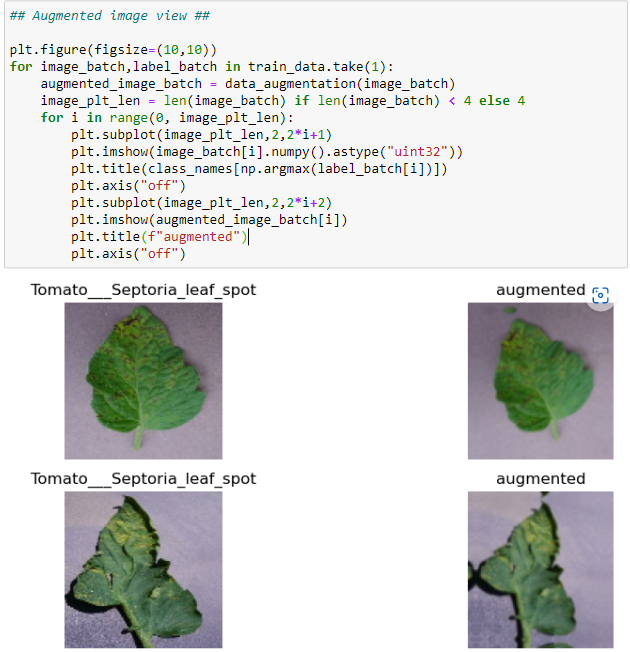 ## Augmented image view ##
plt.figure(figsize=(10,10))
for image_batch,label_batch in train_data.take(1):
    augmented_image_batch = data_augmentation(image_batch)
    image_plt_len = len(image_batch) if len(image_batch) < 4 else 4
    for i in range(0, image_plt_len):
        plt.subplot(image_plt_len,2,2*i+1)
        plt.imshow(image_batch[i].numpy().astype("uint32"))
        plt.title(class_names[np.argmax(label_batch[i])])
        plt.axis("off")
        plt.subplot(image_plt_len,2,2*i+2)
        plt.imshow(augmented_image_batch[i])
        plt.title(f"augmented")
        plt.axis("off")
Tomato___Septoria_leaf_spot
augmented
Tomato___Septoria_leaf_spot
augmented